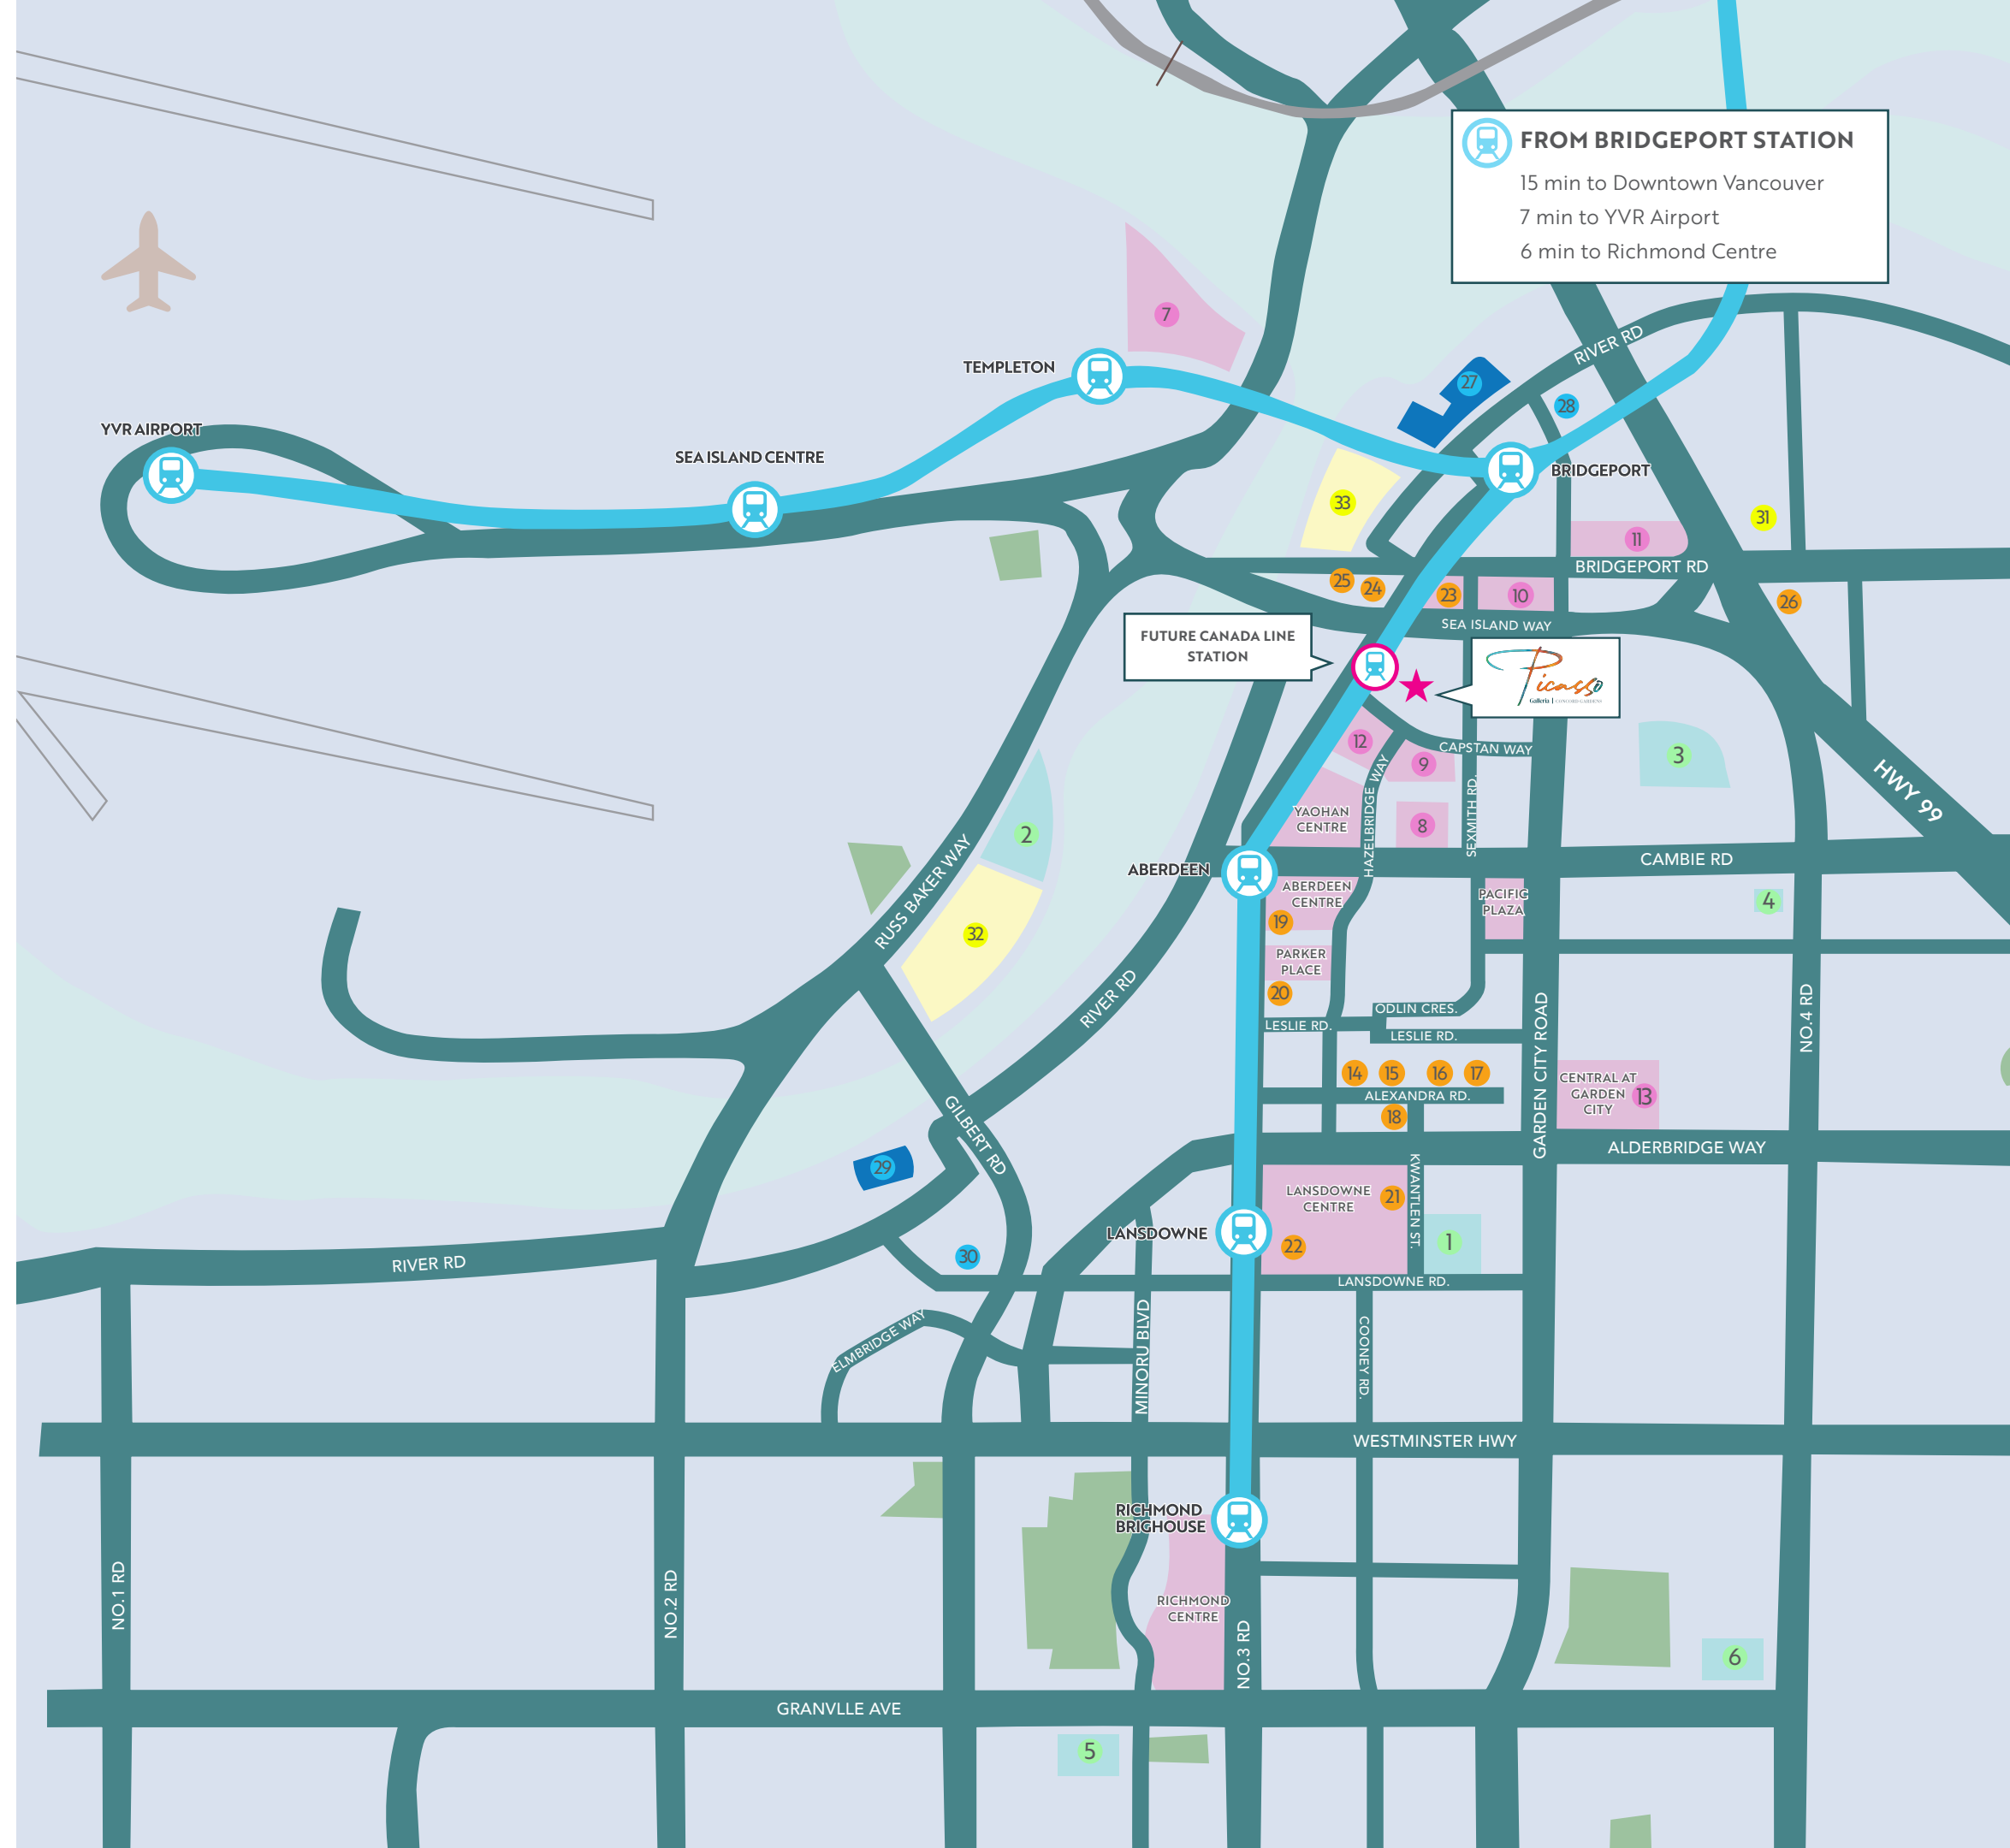 FROM BRIDGEPORT STATION
15 min to Downtown Vancouver
7 min to YVR Airport
6 min to Richmond Centre
7
RIVER RD
TEMPLETON
27
28
YVR AIRPORT
SEA ISLAND CENTRE
BRIDGEPORT
33
31
11
BRIDGEPORT RD
25
24
23
10
26
SEA ISLAND WAY
FUTURE CANADA LINE
STATION
Picasso
Galleria | CONCORD GARDENS
12
9
CAPSTAN WAY
3
HWY 99
HAZELBRIDGE WAY
SEXMITH RD.
YAOHAN
CENTRE
8
2
RUSS BAKER WAY
ABERDEEN
CAMBIE RD
ABERDEEN
CENTRE
PACIFIC
PLAZA
4
19
32
PARKER
PLACE
20
RIVER RD
ODLIN CRES.
LESLIE RD.
LESLIE RD.
NO.4 RD
GARDEN CITY ROAD
14
15
16
17
CENTRAL AT
GARDEN
CITY
13
ALEXANDRA RD.
18
GILBERT RD
ALDERBRIDGE WAY
29
LANSDOWNE
CENTRE
21
KWANTLEN ST.
LANSDOWNE
22
1
30
RIVER RD
LANSDOWNE RD.
ELMBRIDGE WAY
MINORU BLVD
COONEY RD.
WESTMINSTER HWY
RICHMOND
BRIGHOUSE
NO.1 RD
NO.2 RD
RICHMOND
CENTRE
NO.3 RD
6
GRANVLLE AVE
5